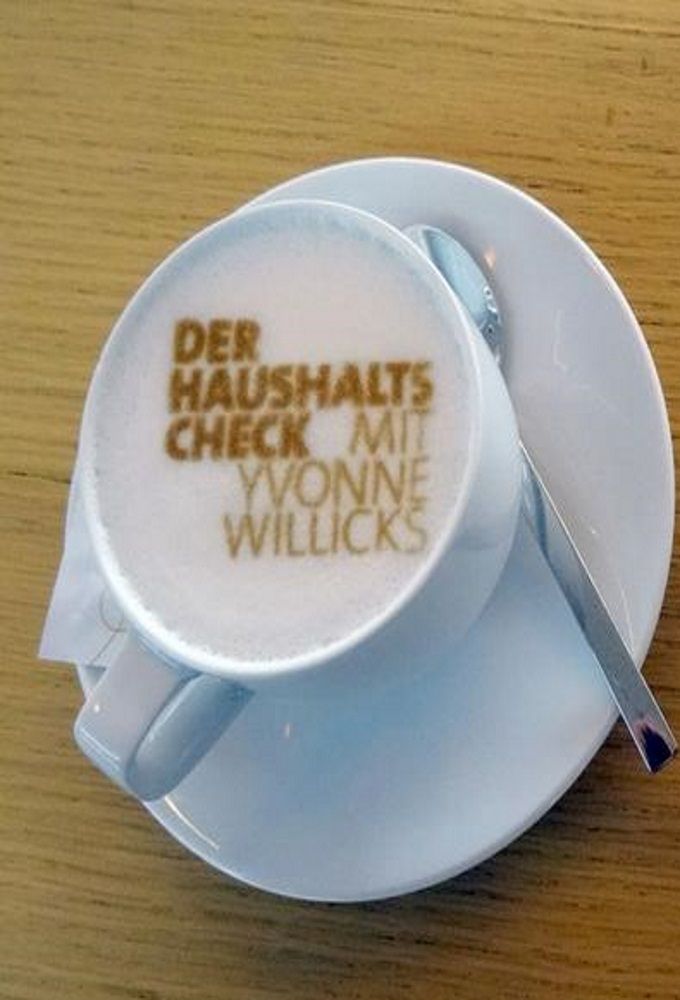 DER
HAUSHALTS
CHECK MIT
YVONNE
WILLICKS